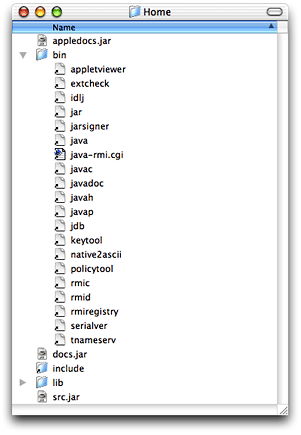 Home
Name
appledocs.jar
bin
appletviewer
extcheck
idlj
jar
jarsigner
java
java-rmi.cgi
javac
javadoc
javah
javap
jdb
keytool
native2ascii
policytool
rmic
rmid
rmiregistry
serialver
tnameserv
docs.jar
include
lib
src.jar